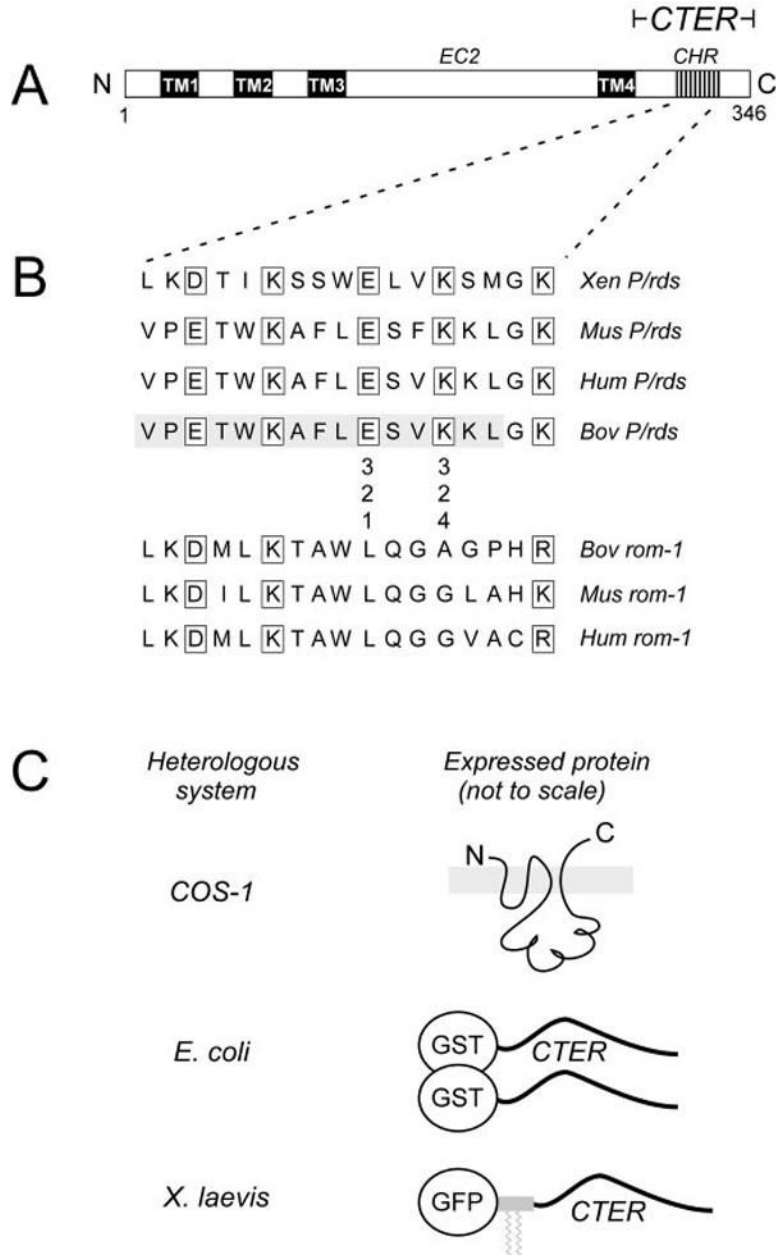 ⊢CTER⊣
A
N TM1 TM2 TM3 EC2 TM4 CHR C
1 346
B
L K D T I K S S W E L V K S M G K Xen P/rds
V P E T W K A F L E S F K K L G K Mus P/rds
V P E T W K A F L E S V K K L G K Hum P/rds
V P E T W K A F L E S V K K L G K Bov P/rds
3 3
2 2
1 4
L K D M L K T A W L Q G A G P H R Bov rom-1
L K D I L K T A W L Q G G L A H K Mus rom-1
L K D M L K T A W L Q G G V A C R Hum rom-1
C
Heterologous system
Expressed protein
(not to scale)
COS-1
N C
E. coli
GST CTER
GST
X. laevis
GFP CTER